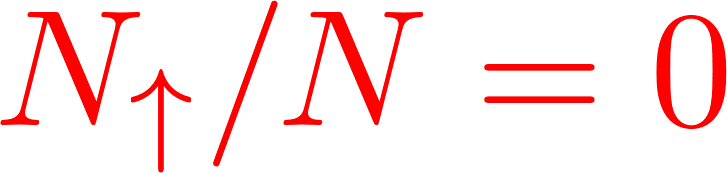 N↑/N = 0